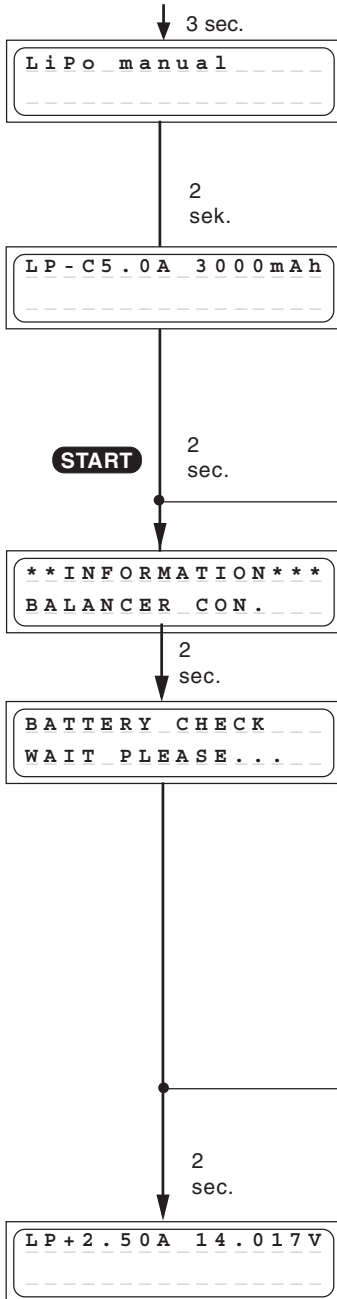 3 sec.
LiPo manual
2
sek.
LP-C5.0A 3000mAh
START
2
sec.
**INFORMATION***
BALANCER CON.
2
sec.
BATTERY CHECK
WAIT PLEASE...
2
sec.
LP+2.50A 14.017V